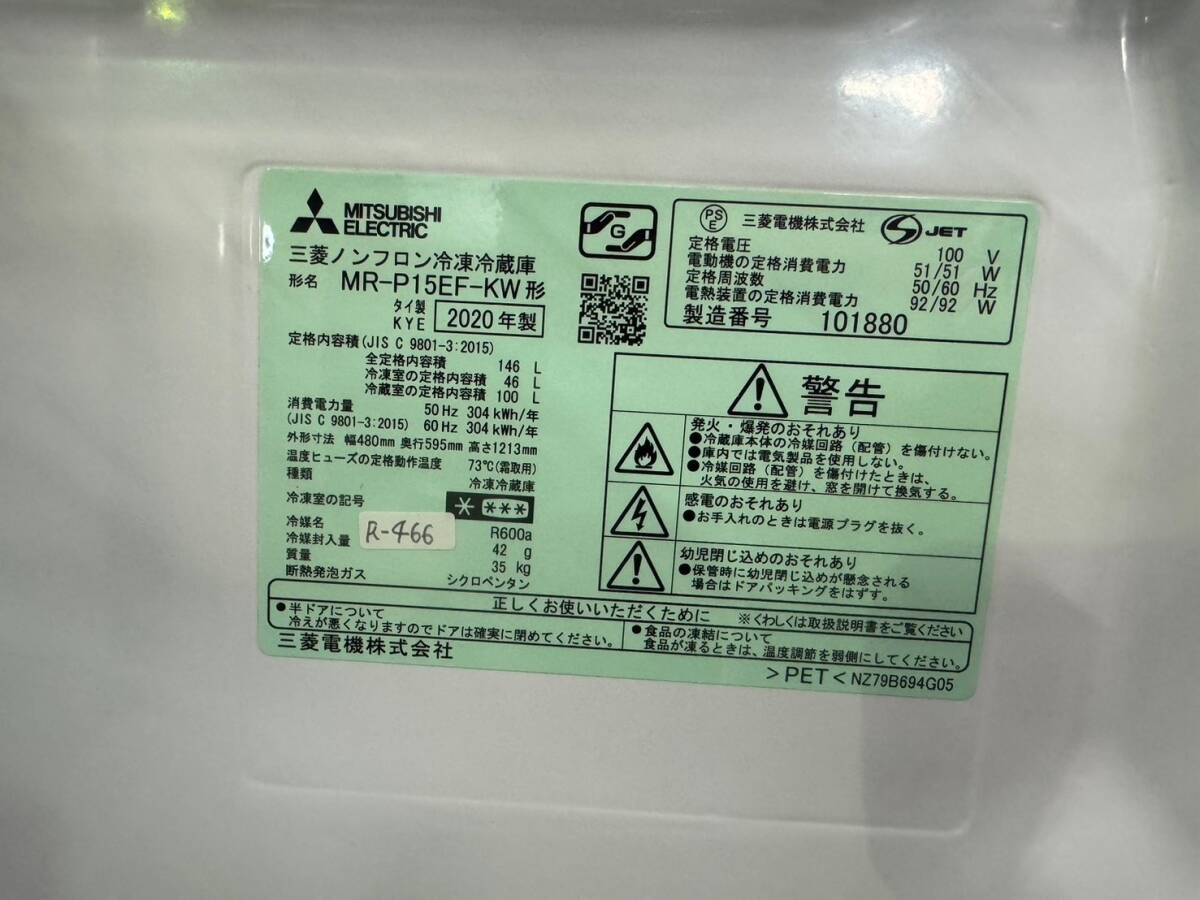 MITSUBISHI
ELECTRIC
三菱ノンフロン冷凍冷蔵庫
形名 MR-P15EF-KW 形
タイ製
KYE 2020年製
定格内容積 (JIS C 9801-3:2015)
全定格内容積 146 L
冷凍室の定格内容積 46 L
冷蔵室の定格内容積 100 L
消費電力量 50Hz 304kWh/年
(JIS C 9801-3:2015) 60Hz 304kWh/年
外形寸法 幅480mm 奥行595mm 高さ1213mm
温度ヒューズの定格動作温度 73℃(霜取用)
種類 冷凍冷蔵庫
冷凍室の記号 * ***
冷媒名 R600a
R-466
冷媒封入量 42 g
質量 35 kg
断熱発泡ガス シクロペンタン
G
PSE 三菱電機株式会社 S JET
定格電圧 100 V
電動機の定格消費電力 51/51 W
定格周波数 50/60 Hz
電熱装置の定格消費電力 92/92 W
製造番号 101880
警告
発火・爆発のおそれあり
●冷蔵庫本体の冷媒回路(配管)を傷付けない。
●庫内では電気製品を使用しない。
●冷媒回路(配管)を傷付けたときは、
火気の使用を避け、窓を開けて換気する。
感電のおそれあり
●お手入れのときは電源プラグを抜く。
幼児閉じ込めのおそれあり
●保管時に幼児閉じ込めが懸念される
場合はドアパッキングをはずす。
正しくお使いいただくために ※くわしくは取扱説明書をご覧ください
●半ドアについて
冷えが悪くなりますのでドアは確実に閉めてください。
●食品の凍結について
食品が凍るときは、温度調節を弱側にしてください。
三菱電機株式会社
>PET< NZ79B694G05